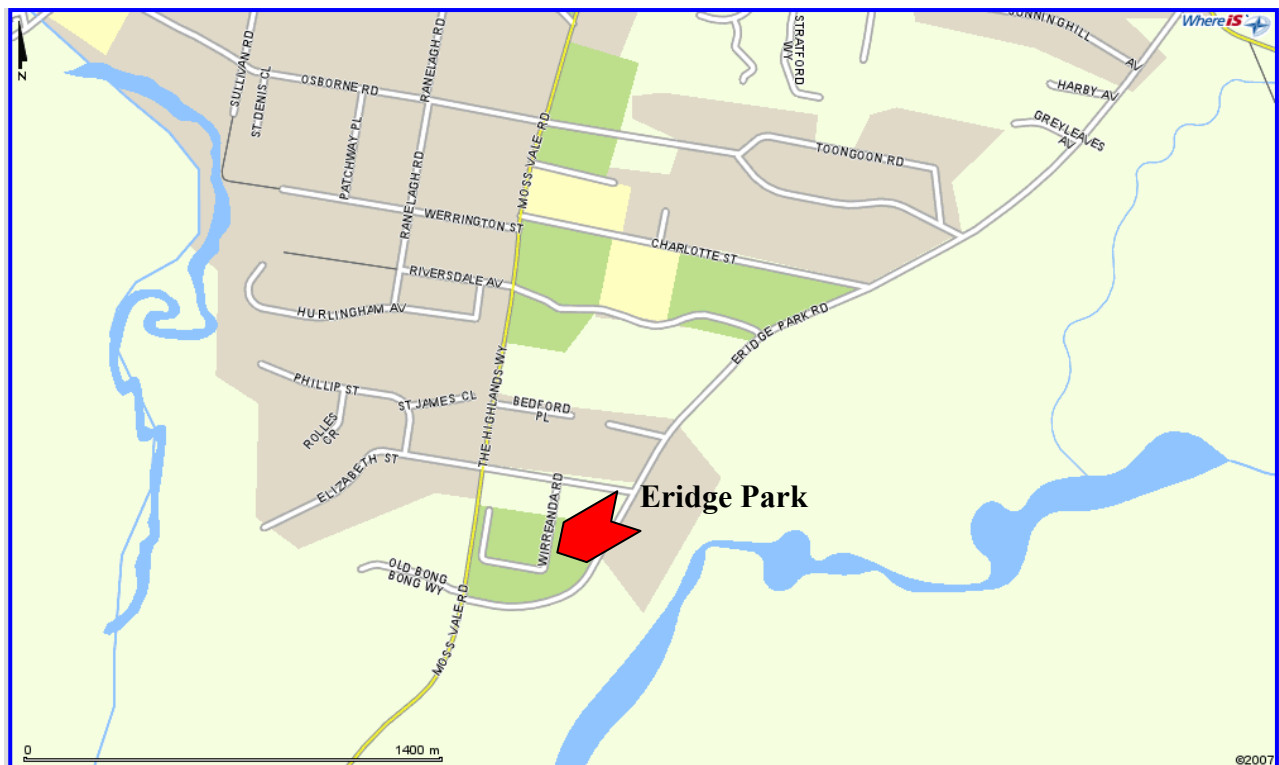 Where iS
N
SULLIVAN RD
ST DENIS CL
OSBORNE RD
PATCHWAY PL
RANELAGH RD
RANELAGH RD
MOSS VALE RD
STRATFORD
WY
AV
HARBY AV
GREYLEAVES
AV
TOONGOON RD
WERRINGTON ST
CHARLOTTE ST
RIVERSDALE AV
HURLINGHAM AV
ERIDGE PARK RD
THE HIGHLANDS WY
PHILLIP ST
ST JAMES CL
BEDFORD
PL
ROLLES
CR
ELIZABETH ST
WIRREANDA RD
Eridge Park
OLD BONG
BONG WY
MOSS VALE RD
0
1400 m
©2007